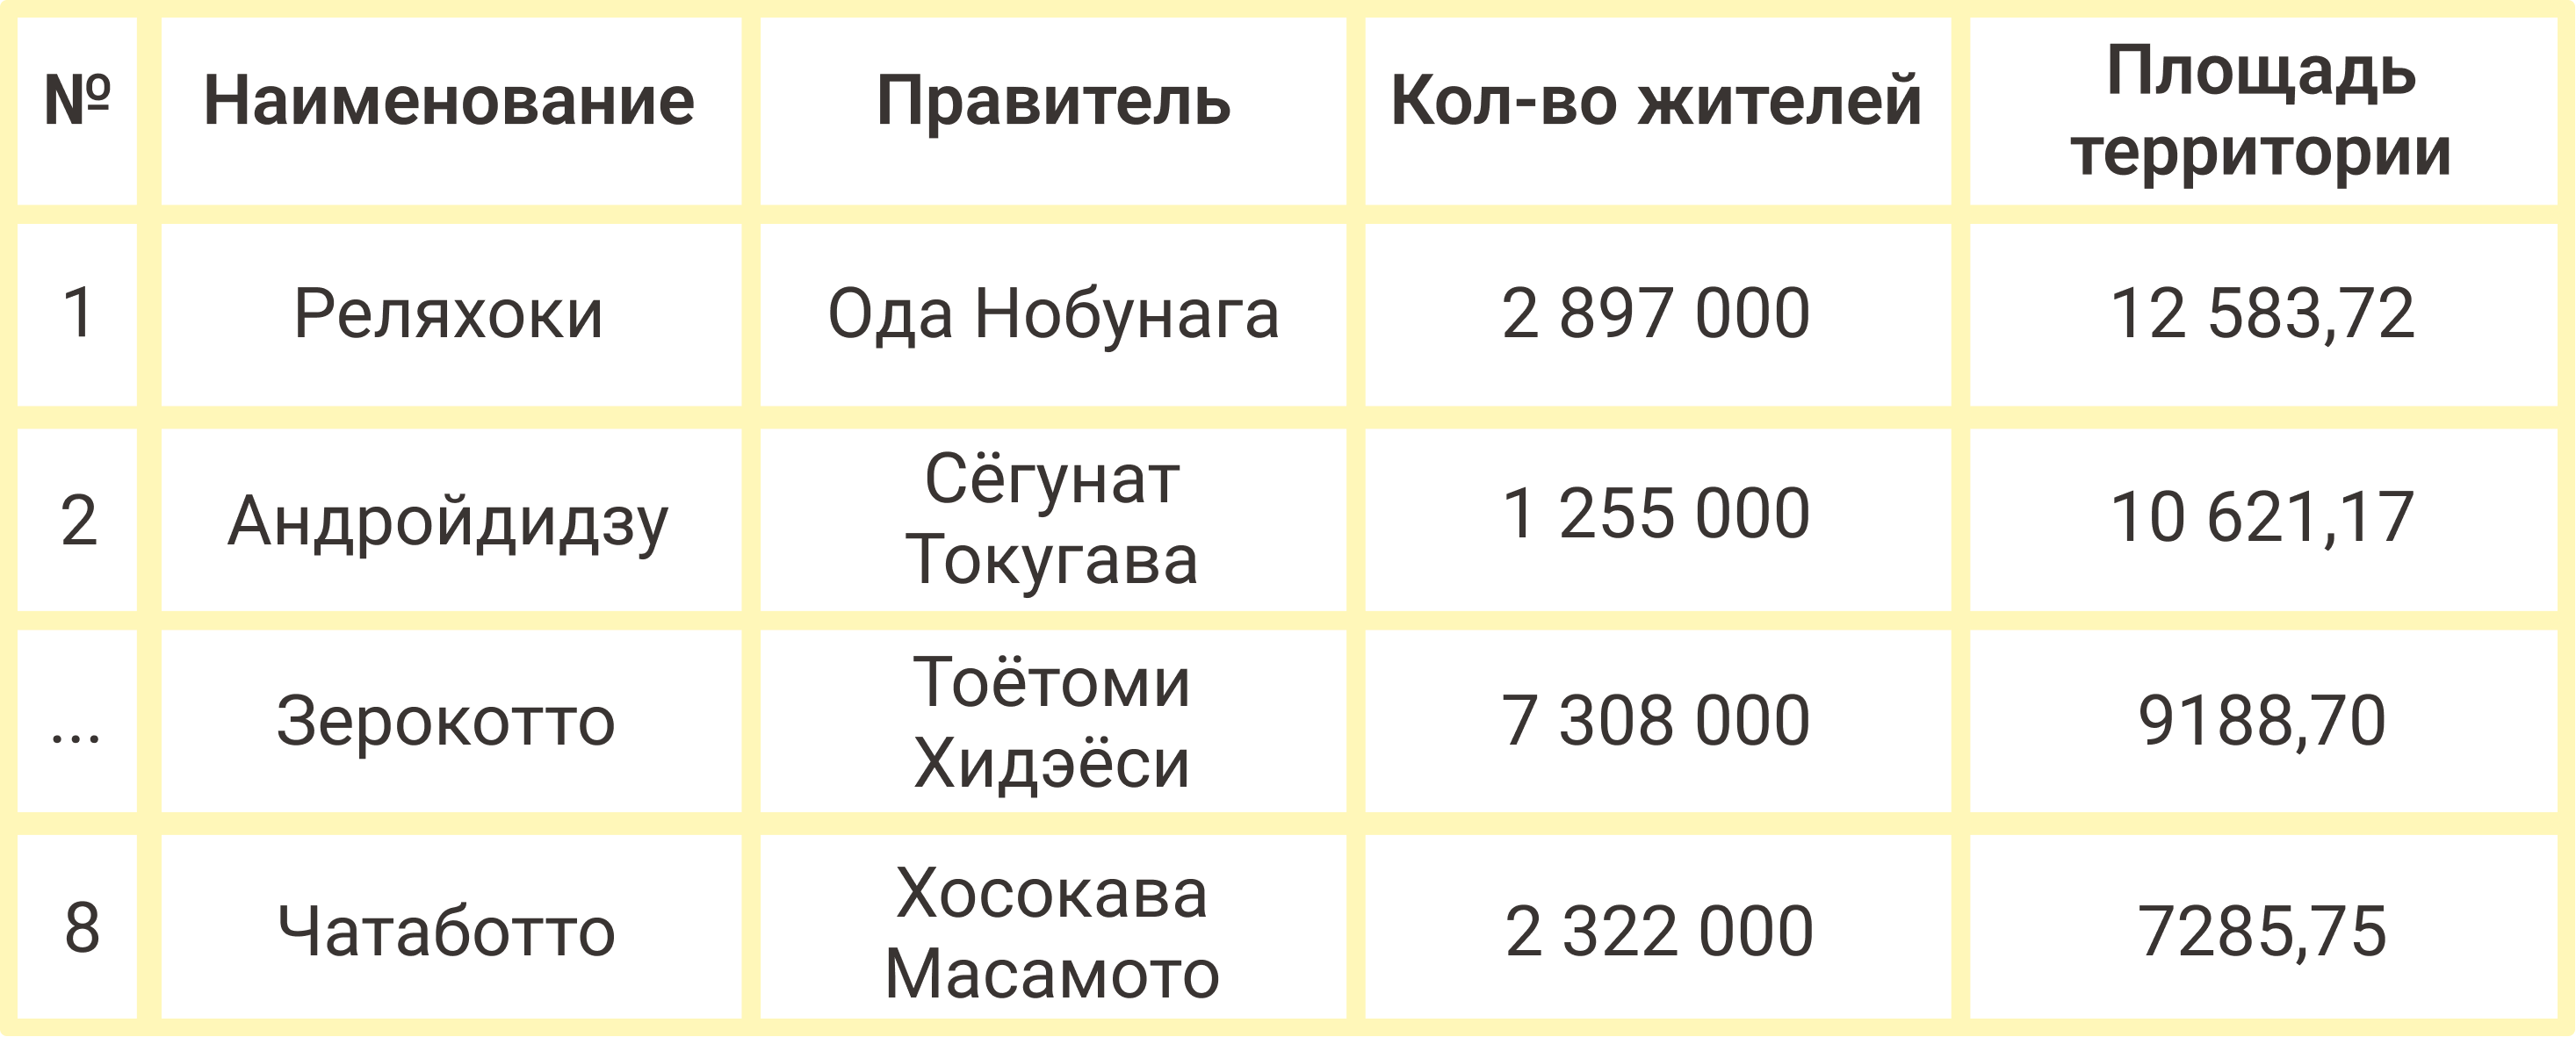 № Наименование Правитель Кол-во жителей Площадь территории
1 Реляхоки Ода Нобунага 2 897 000 12 583,72
2 Андройдидзу Сёгунат Токугава 1 255 000 10 621,17
... Зерокотто Тоётоми Хидэёси 7 308 000 9188,70
8 Чатаботто Хосокава Масамото 2 322 000 7285,75